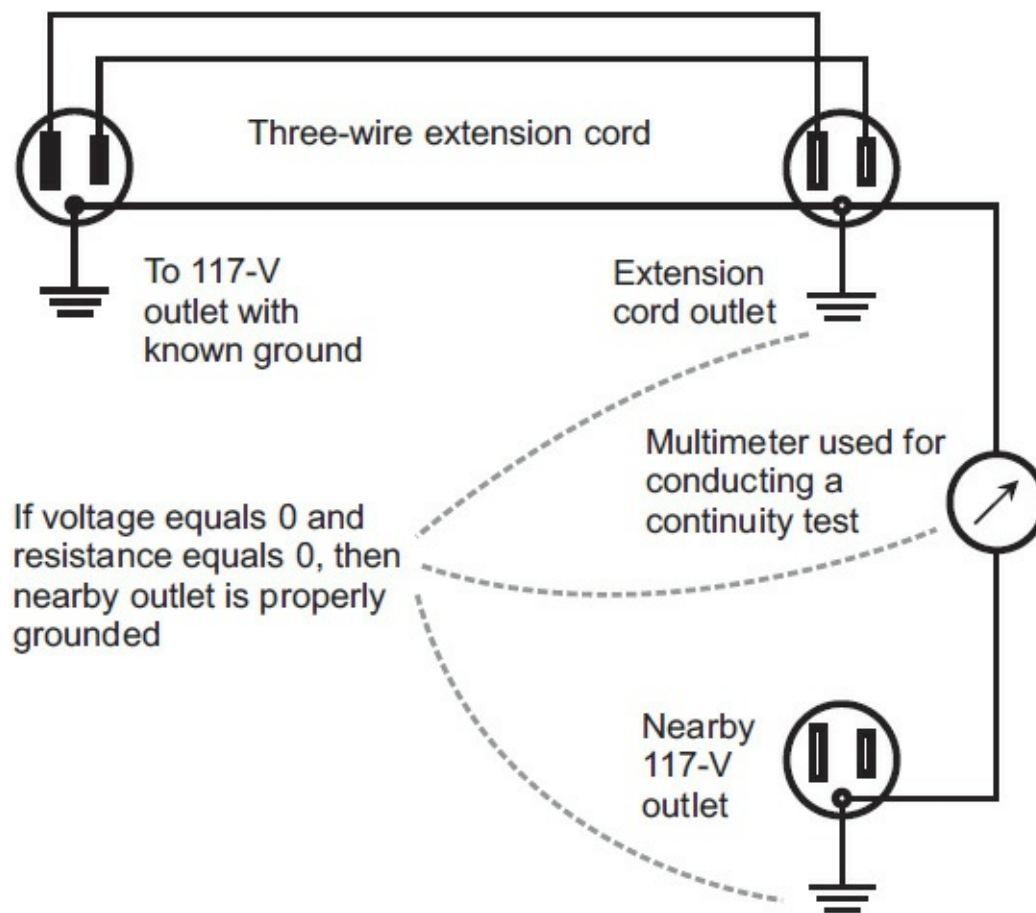 Three-wire extension cord
To 117-V
outlet with
known ground
Extension
cord outlet
Multimeter used for
conducting a
continuity test
If voltage equals 0 and
resistance equals 0, then
nearby outlet is properly
grounded
Nearby
117-V
outlet